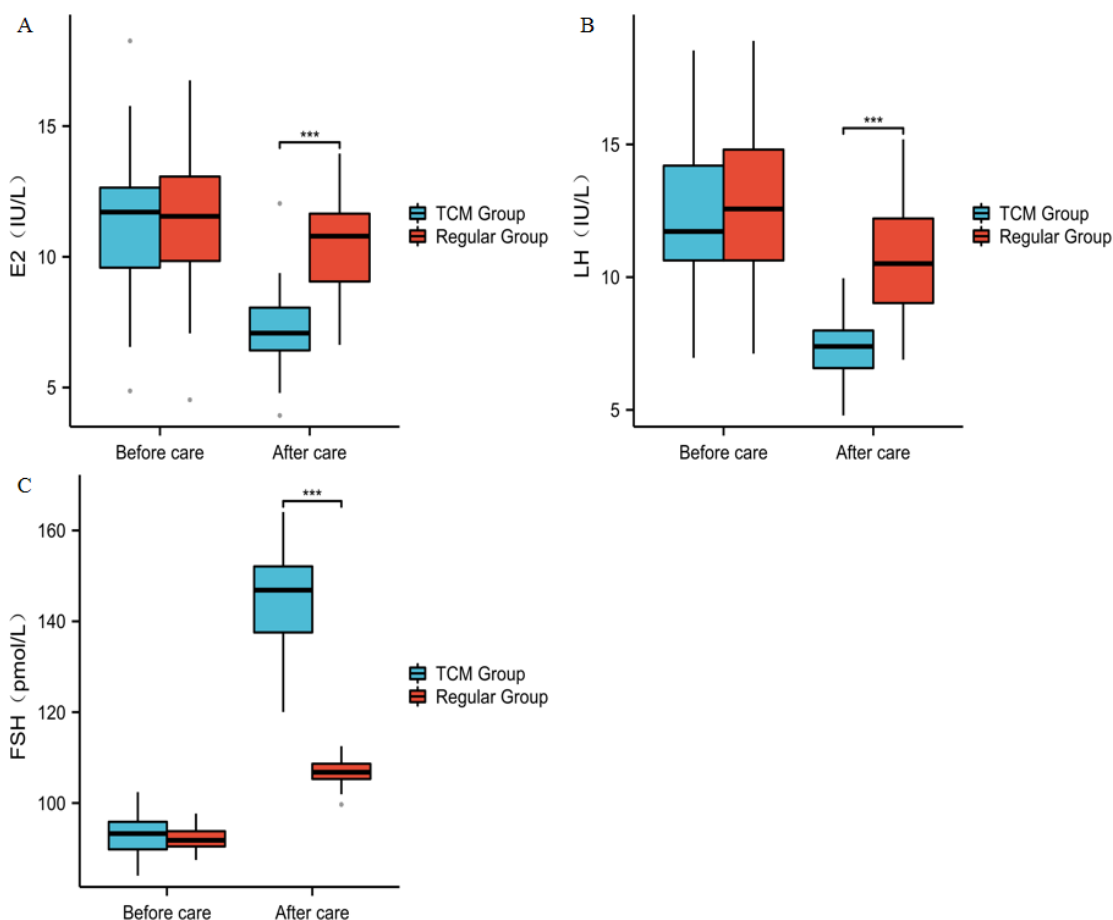 A
E2（IU/L）
15
10
5
***
Before care
After care
TCM Group
Regular Group
B
LH（IU/L）
15
10
5
***
Before care
After care
TCM Group
Regular Group
C
FSH（pmol/L）
160
140
120
100
***
Before care
After care
TCM Group
Regular Group